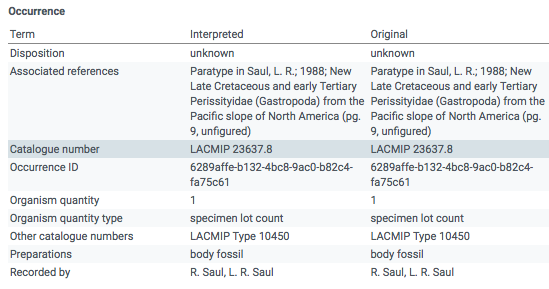 Occurrence
Term Interpreted Original
Disposition unknown unknown
Associated references Paratype in Saul, L. R.; 1988; New Paratype in Saul, L. R.; 1988; New
Late Cretaceous and early Tertiary Late Cretaceous and early Tertiary
Perissityidae (Gastropoda) from the Perissityidae (Gastropoda) from the
Pacific slope of North America (pg. Pacific slope of North America (pg.
9, unfigured) 9, unfigured)
Catalogue number LACMIP 23637.8 LACMIP 23637.8
Occurrence ID 6289affe-b132-4bc8-9ac0-b82c4- 6289affe-b132-4bc8-9ac0-b82c4-
fa75c61 fa75c61
Organism quantity 1 1
Organism quantity type specimen lot count specimen lot count
Other catalogue numbers LACMIP Type 10450 LACMIP Type 10450
Preparations body fossil body fossil
Recorded by R. Saul, L. R. Saul R. Saul, L. R. Saul